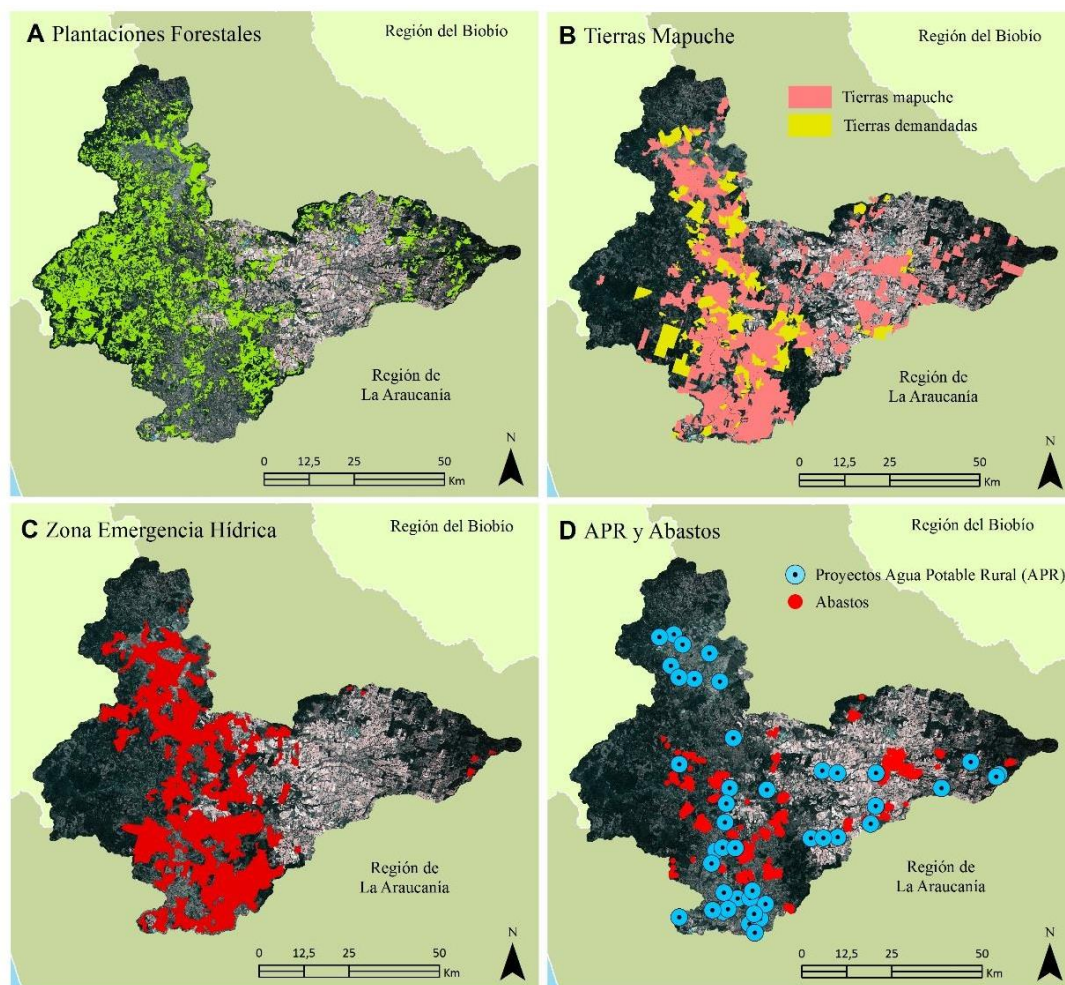 A Plantaciones Forestales
Región del Biobío
Región de
La Araucanía
N
0 12,5 25 50
Km
B Tierras Mapuche
Región del Biobío
Tierras mapuche
Tierras demandadas
Región de
La Araucanía
N
0 12,5 25 50
Km
C Zona Emergencia Hídrica
Región del Biobío
Región de
La Araucanía
N
0 12,5 25 50
Km
D APR y Abastos
Región del Biobío
Proyectos Agua Potable Rural (APR)
Abastos
Región de
La Araucanía
N
0 12,5 25 50
Km